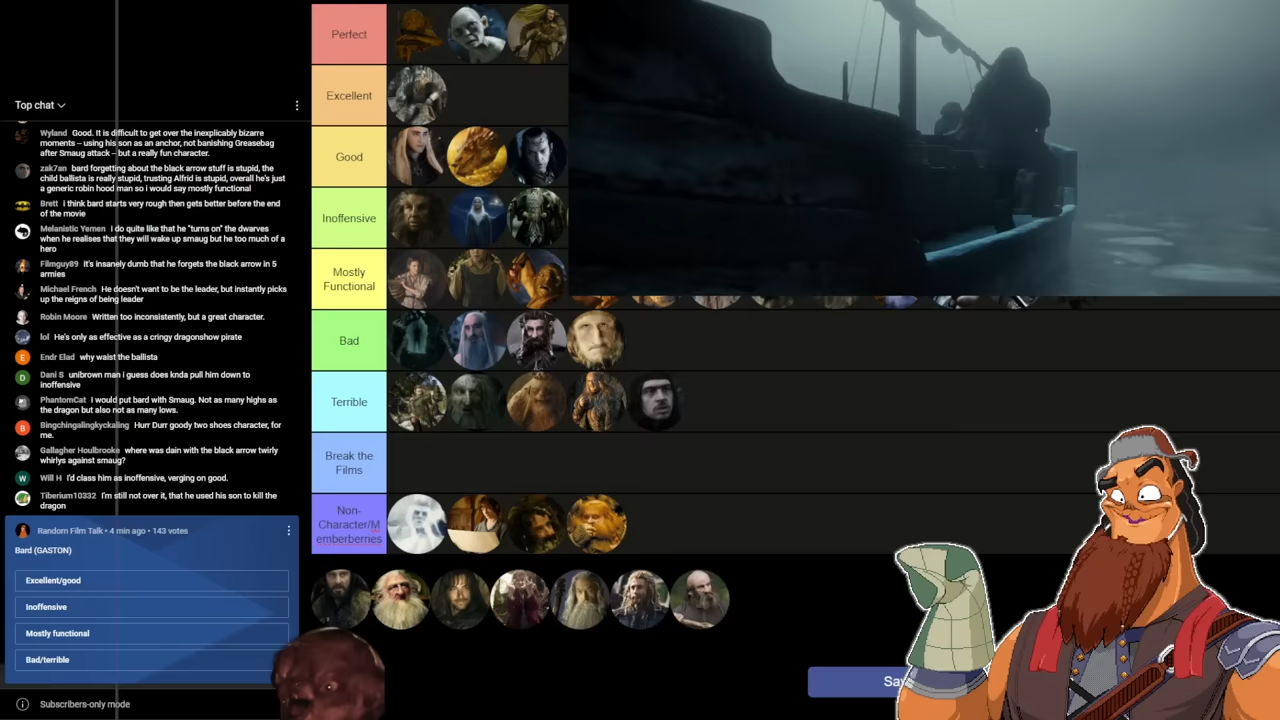 Top chat
Wyland Good. It is difficult to get over the inexplicably bizarre
moments – using his son as an anchor, not banishing Greasebag
after Smaug attack – but a really fun character.
zak7an bard forgetting about the black arrow stuff is stupid, the
child ballista is really stupid, trusting Alfrid is stupid, overall he's just
a generic robin hood man so i would say mostly functional
Brett i think bard starts very rough then gets better before the end
of the movie
Melanistic Yemen I do quite like that he "turns on" the dwarves
when he realises that they will wake up smaug but he too much of a
hero
Filmguy89 It's insanely dumb that he forgets the black arrow in 5
armies
Michael French He doesn't want to be the leader, but instantly picks
up the reigns of being leader
Robin Moore Written too inconsistently, but a great character.
lol He's only as effective as a cringy dragonshow pirate
Endr Elad why waist the ballista
Dani S unibrown man i guess does knda pull him down to
inoffensive
PhantomCat I would put bard with Smaug. Not as many highs as
the dragon but also not as many lows.
Bingchingalingkyckaling Hurr Durr goody two shoes character, for
me.
Gallagher Houlbrooke where was dain with the black arrow twirly
whirlys against smaug?
Will H I'd class him as inoffensive, verging on good.
Tiberium10332 I'm still not over it, that he used his son to kill the
dragon
Random Film Talk • 4 min ago • 143 votes
Bard (GASTON)
Excellent/good
Inoffensive
Mostly functional
Bad/terrible
Subscribers-only mode
Perfect
Excellent
Good
Inoffensive
Mostly
Functional
Bad
Terrible
Break the
Films
Non-
Character/M
emberberries